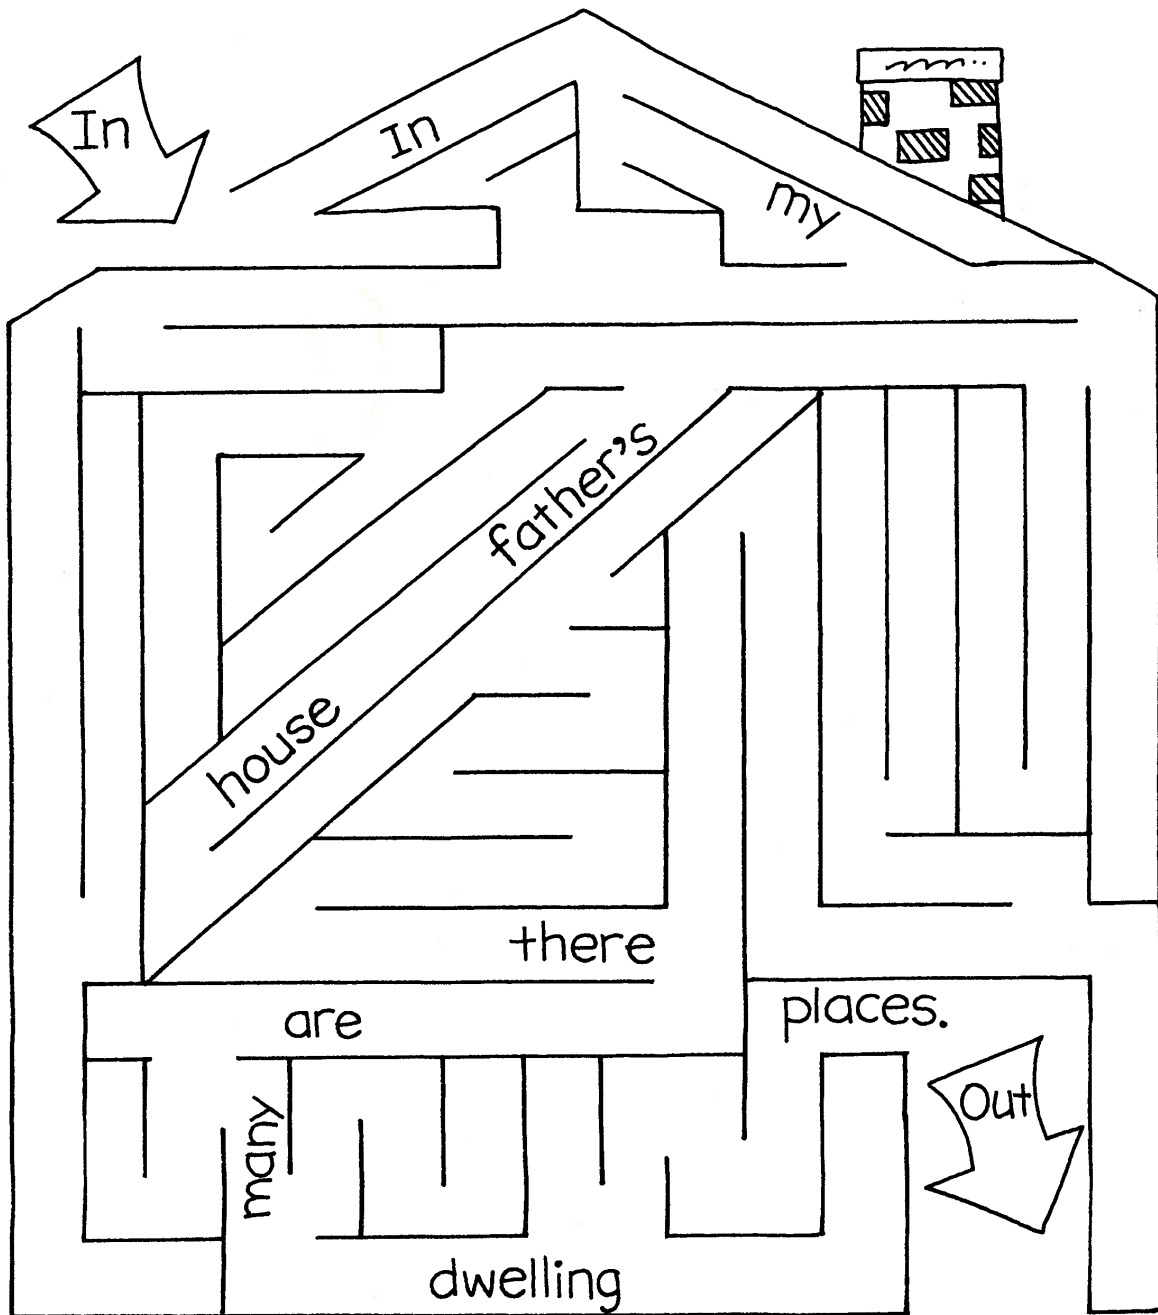 In
In
my
father's
house
there
are
places.
many
Out
dwelling